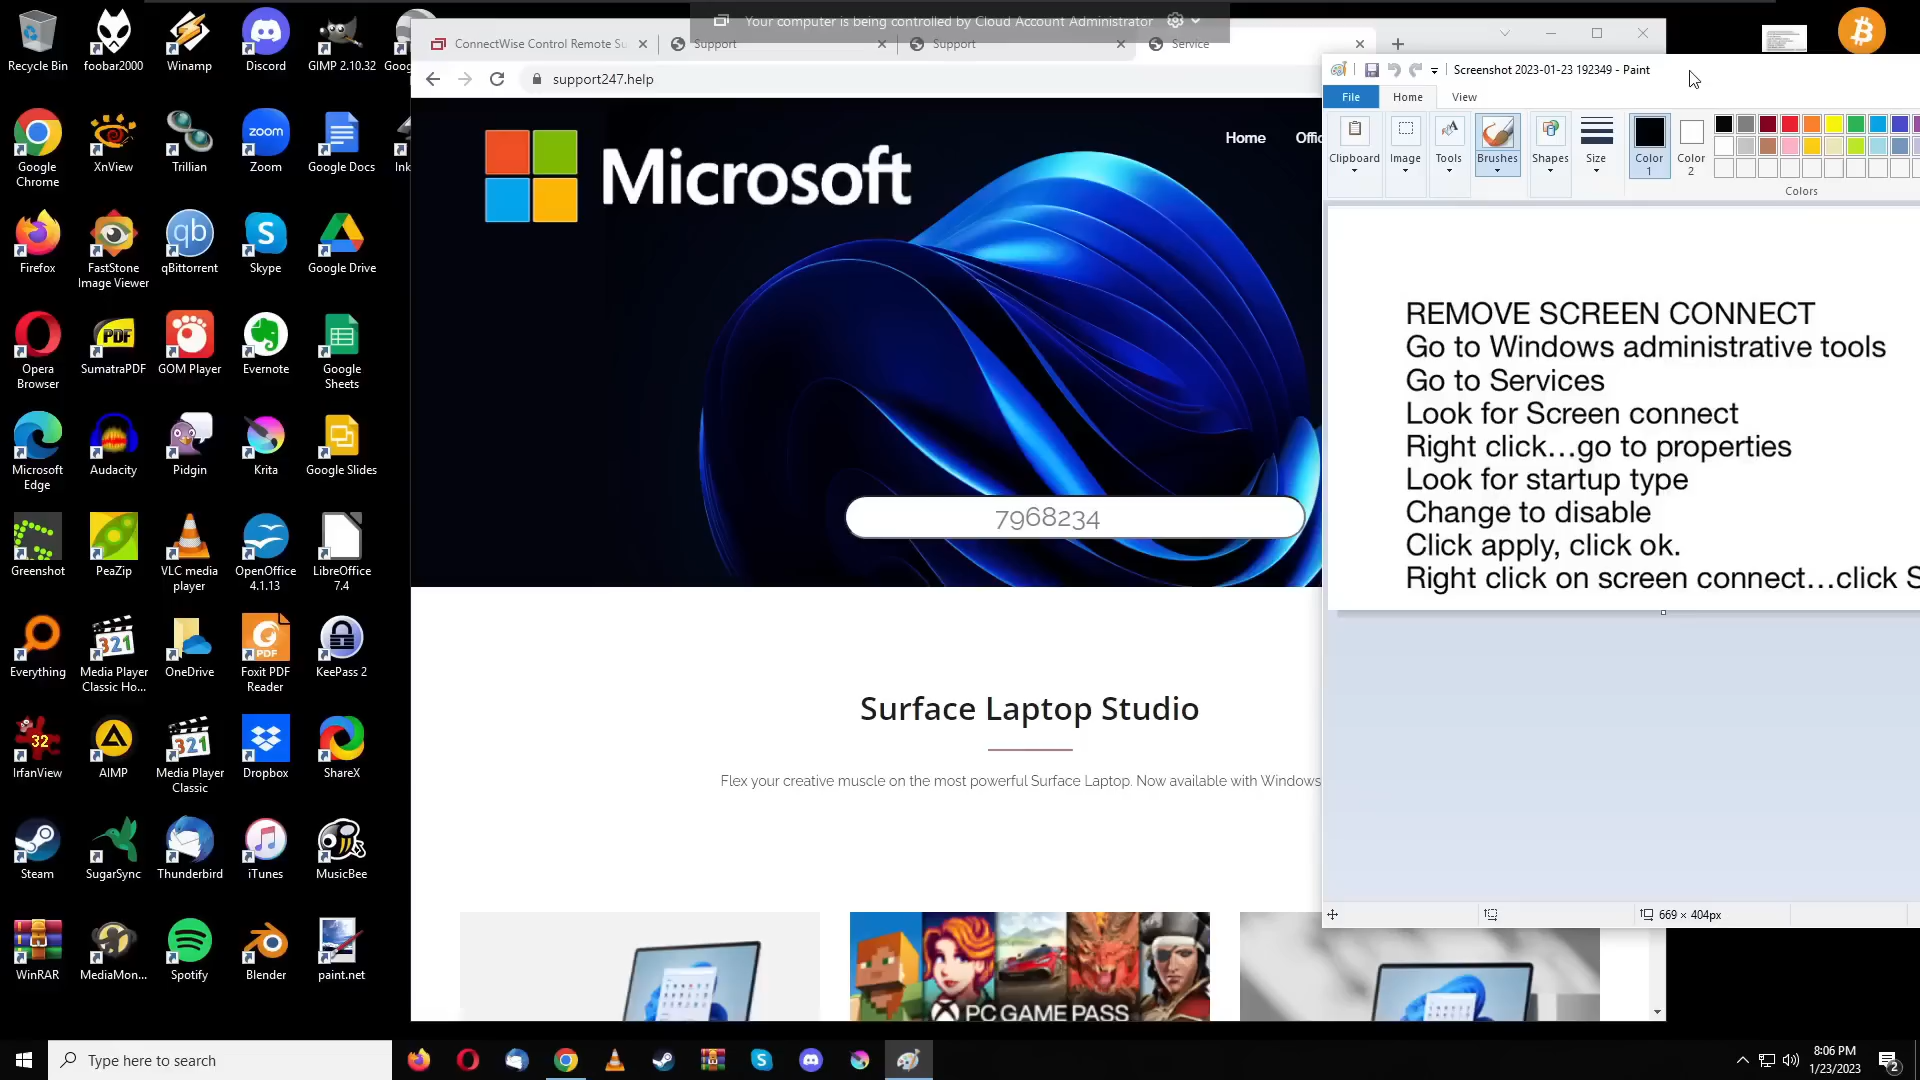 Your computer is being controlled by Cloud Account Administrator
Recycle Bin
foobar2000
Winamp
Discord
GIMP 2.10.32
Goog
ConnectWise Control Remote Su
Support
Support
Service
support247.help
Screenshot 2023-01-23 192349 - Paint
File
Home
View
Clipboard
Image
Tools
Brushes
Shapes
Size
Color
1
Color
2
Colors
Google
Chrome
XnView
Trillian
zoom
Zoom
Google Docs
Ink
Microsoft
Home
Offic
Firefox
FastStone
Image Viewer
qb
qBittorrent
Skype
Google Drive
REMOVE SCREEN CONNECT
Go to Windows administrative tools
Go to Services
Look for Screen connect
Right click...go to properties
Look for startup type
Change to disable
Click apply, click ok.
Right click on screen connect...click S
Opera
Browser
PDF
SumatraPDF
GOM Player
Evernote
Google
Sheets
Microsoft
Edge
Audacity
Pidgin
Krita
Google Slides
7968234
Greenshot
PeaZip
VLC media
player
OpenOffice
4.1.13
LibreOffice
7.4
Everything
321
Media Player
Classic Ho...
OneDrive
Foxit PDF
Reader
KeePass 2
Surface Laptop Studio
Flex your creative muscle on the most powerful Surface Laptop. Now available with Windows
32
IrfanView
AIMP
321
Media Player
Classic
Dropbox
ShareX
Steam
SugarSync
Thunderbird
iTunes
MusicBee
WinRAR
MediaMon...
Spotify
Blender
paint.net
PC GAME PASS
669 × 404px
Type here to search
8:06 PM
1/23/2023
2